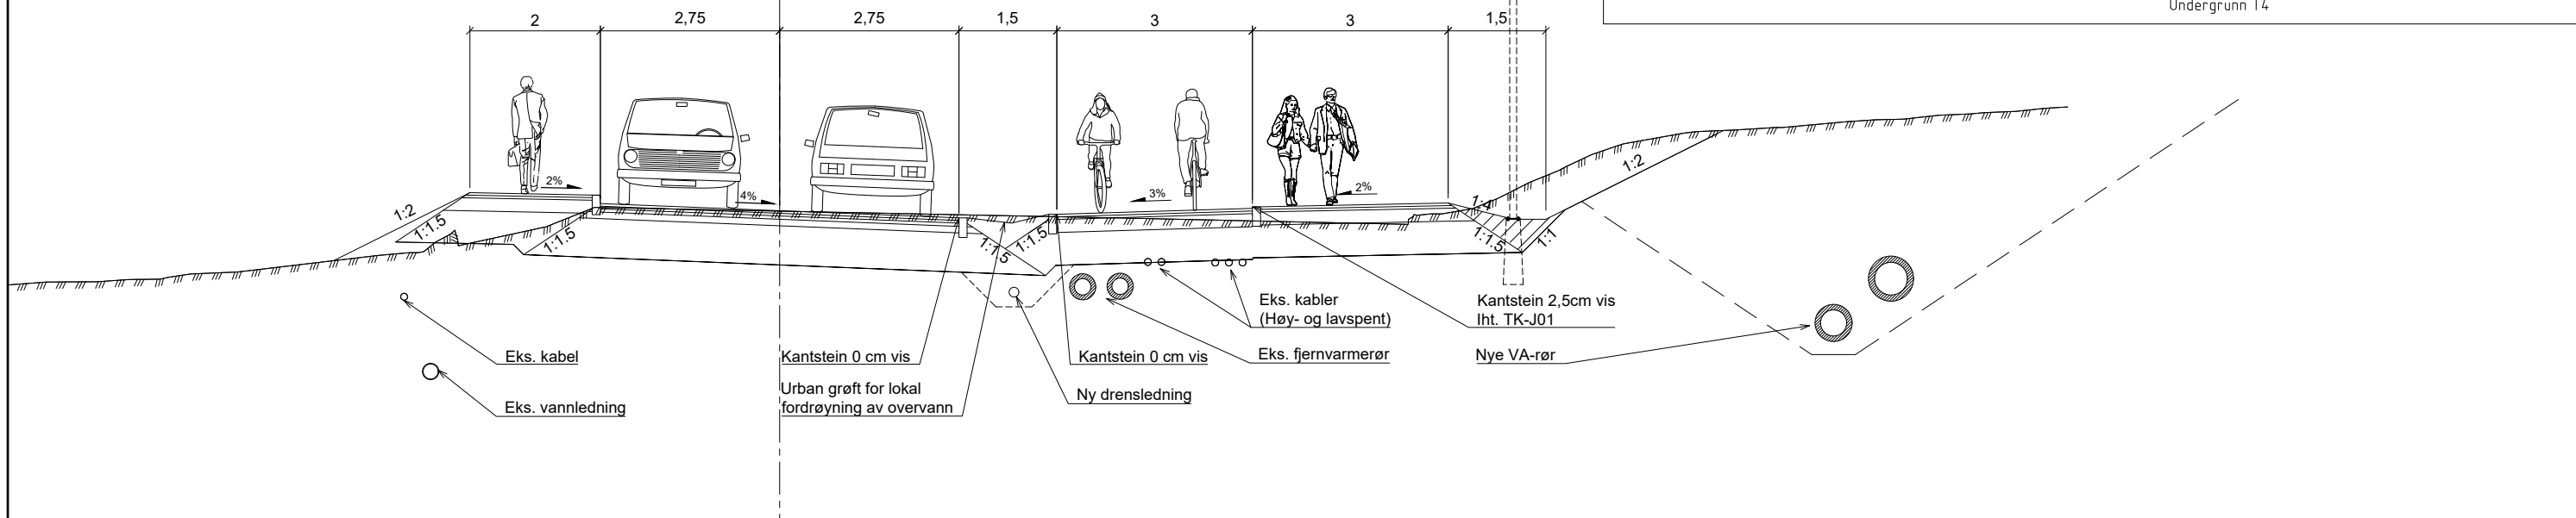 Undergrunn T4
2
2,75
2,75
1,5
3
3
1,5
2%
4%
3%
2%
1:2
1:1.5
1:1.5
1:1.5
1:1.5
1:4
1:1.5
1:1
1:2
Eks. kabel
Eks. vannledning
Kantstein 0 cm vis
Urban grøft for lokal
fordrøyning av overvann
Kantstein 0 cm vis
Ny drensledning
Eks. kabler
(Høy- og lavspent)
Eks. fjernvarmerør
Kantstein 2,5cm vis
Iht. TK-J01
Nye VA-rør